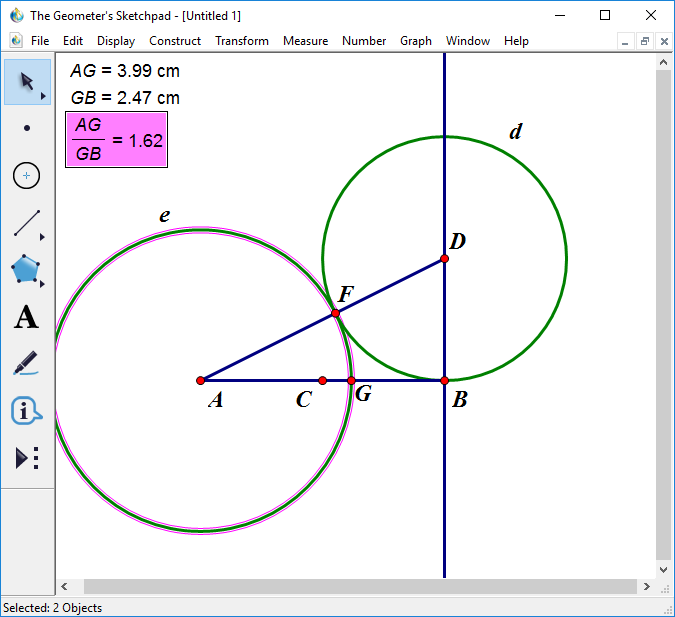 The Geometer's Sketchpad - [Untitled 1]
File Edit Display Construct Transform Measure Number Graph Window Help
AG = 3.99 cm
GB = 2.47 cm
AG
GB
= 1.62
d
e
D
F
A
C
G
B
A
i
Selected: 2 Objects